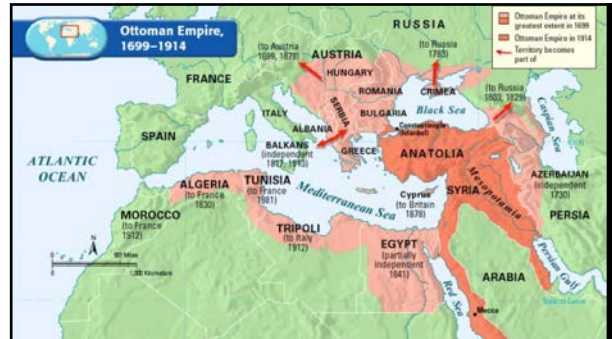 Ottoman Empire,
1699–1914
Ottoman Empire at its
greatest extent in 1699
Ottoman Empire in 1914
Territory becomes
part of
RUSSIA
(to Austria
1699, 1878)
AUSTRIA
(to Russia
1783)
HUNGARY
FRANCE
ROMANIA
CRIMEA
(to Russia
1803, 1829)
Caspian Sea
SERBIA
BULGARIA
Black Sea
ITALY
SPAIN
ALBANIA
Constantinople
(Istanbul)
BALKANS
(independent
GREECE
ANATOLIA
ATLANTIC
OCEAN
ALGERIA
(to France
1830)
TUNISIA
(to France
1881)
Mediterranean Sea
Cyprus
(to Britain
1878)
SYRIA
Mesopotamia
AZERBAIJAN
(independent
1730)
PERSIA
MOROCCO
(to France
1912)
TRIPOLI
(to Italy
1912)
EGYPT
(partially
independent
1841)
N
Persian Gulf
ARABIA
Red Sea
Mecca